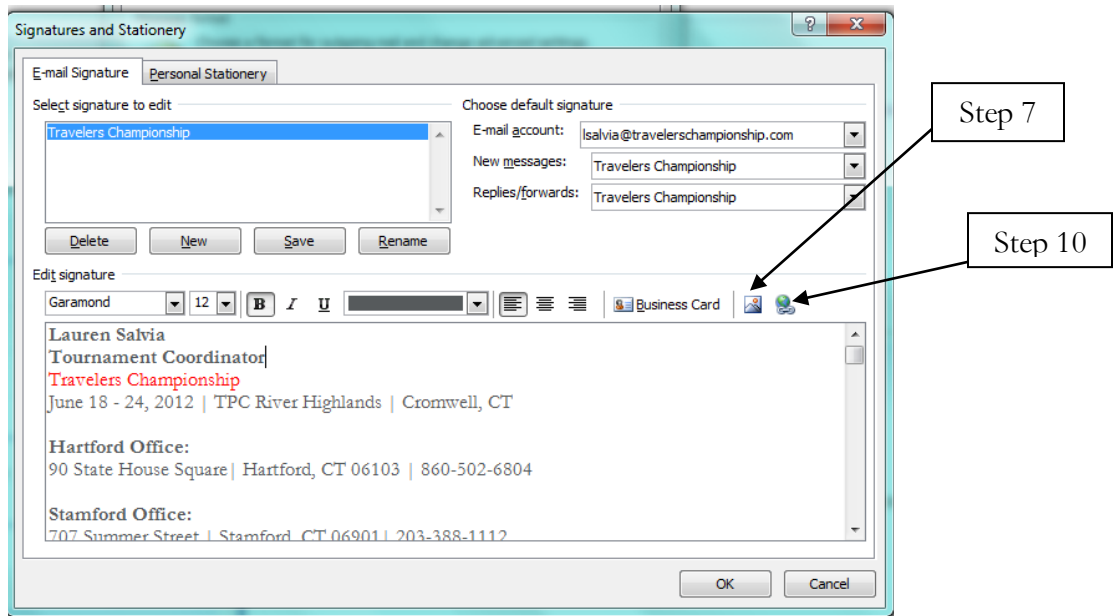 Signatures and Stationery
E-mail Signature Personal Stationery
Select signature to edit
Travelers Championship
Choose default signature
E-mail account: lsalvia@travelerschampionship.com
New messages: Travelers Championship
Replies/forwards: Travelers Championship
Delete New Save Rename
Edit signature
Garamond 12 B I U Business Card
Lauren Salvia
Tournament Coordinator
Travelers Championship
June 18 - 24, 2012 | TPC River Highlands | Cromwell, CT
Hartford Office:
90 State House Square| Hartford, CT 06103 | 860-502-6804
Stamford Office:
707 Summer Street | Stamford, CT 06901| 203-388-1112
OK Cancel
Step 7
Step 10